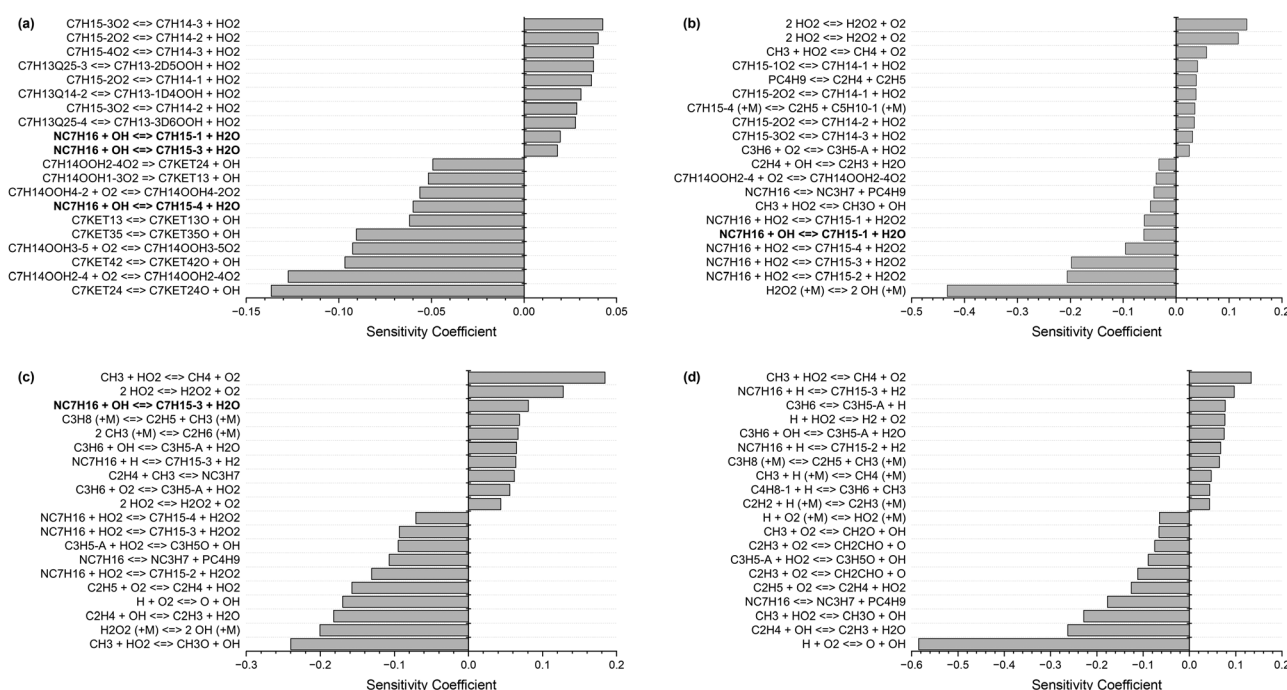 (a)
C7H15-3O2 <=> C7H14-3 + HO2
C7H15-2O2 <=> C7H14-2 + HO2
C7H15-4O2 <=> C7H14-3 + HO2
C7H13Q25-3 <=> C7H13-2D5OOH + HO2
C7H15-2O2 <=> C7H14-1 + HO2
C7H13Q14-2 <=> C7H13-1D4OOH + HO2
C7H15-3O2 <=> C7H14-2 + HO2
C7H13Q25-4 <=> C7H13-3D6OOH + HO2
NC7H16 + OH <=> C7H15-1 + H2O
NC7H16 + OH <=> C7H15-3 + H2O
C7H14OOH2-4O2 => C7KET24 + OH
C7H14OOH1-3O2 => C7KET13 + OH
C7H14OOH4-2 + O2 <=> C7H14OOH4-2O2
NC7H16 + OH <=> C7H15-4 + H2O
C7KET13 <=> C7KET13O + OH
C7KET35 <=> C7KET35O + OH
C7H14OOH3-5 + O2 <=> C7H14OOH3-5O2
C7KET42 <=> C7KET42O + OH
C7H14OOH2-4 + O2 <=> C7H14OOH2-4O2
C7KET24 <=> C7KET24O + OH
−0.15 −0.10 −0.05 0.00 0.05
Sensitivity Coefficient
(b)
2 HO2 <=> H2O2 + O2
2 HO2 <=> H2O2 + O2
CH3 + HO2 <=> CH4 + O2
C7H15-1O2 <=> C7H14-1 + HO2
PC4H9 <=> C2H4 + C2H5
C7H15-2O2 <=> C7H14-1 + HO2
C7H15-4 (+M) <=> C2H5 + C5H10-1 (+M)
C7H15-2O2 <=> C7H14-2 + HO2
C7H15-3O2 <=> C7H14-3 + HO2
C3H6 + O2 <=> C3H5-A + HO2
C2H4 + OH <=> C2H3 + H2O
C7H14OOH2-4 + O2 <=> C7H14OOH2-4O2
NC7H16 <=> NC3H7 + PC4H9
CH3 + HO2 <=> CH3O + OH
NC7H16 + HO2 <=> C7H15-1 + H2O2
NC7H16 + OH <=> C7H15-1 + H2O
NC7H16 + HO2 <=> C7H15-4 + H2O2
NC7H16 + HO2 <=> C7H15-3 + H2O2
NC7H16 + HO2 <=> C7H15-2 + H2O2
H2O2 (+M) <=> 2 OH (+M)
−0.5 −0.4 −0.3 −0.2 −0.1 0.0 0.1 0.2
Sensitivity Coefficient
(c)
CH3 + HO2 <=> CH4 + O2
2 HO2 <=> H2O2 + O2
NC7H16 + OH <=> C7H15-3 + H2O
C3H8 (+M) <=> C2H5 + CH3 (+M)
2 CH3 (+M) <=> C2H6 (+M)
C3H6 + OH <=> C3H5-A + H2O
NC7H16 + H <=> C7H15-3 + H2
C2H4 + CH3 <=> NC3H7
C3H6 + O2 <=> C3H5-A + HO2
2 HO2 <=> H2O2 + O2
NC7H16 + HO2 <=> C7H15-4 + H2O2
NC7H16 + HO2 <=> C7H15-3 + H2O2
C3H5-A + HO2 <=> C3H5O + OH
NC7H16 <=> NC3H7 + PC4H9
NC7H16 + HO2 <=> C7H15-2 + H2O2
C2H5 + O2 <=> C2H4 + HO2
H + O2 <=> O + OH
C2H4 + OH <=> C2H3 + H2O
H2O2 (+M) <=> 2 OH (+M)
CH3 + HO2 <=> CH3O + OH
−0.3 −0.2 −0.1 0.0 0.1 0.2
Sensitivity Coefficient
(d)
CH3 + HO2 <=> CH4 + O2
NC7H16 + H <=> C7H15-3 + H2
C3H6 <=> C3H5-A + H
H + HO2 <=> H2 + O2
C3H6 + OH <=> C3H5-A + H2O
NC7H16 + H <=> C7H15-2 + H2
C3H8 (+M) <=> C2H5 + CH3 (+M)
CH3 + H (+M) <=> CH4 (+M)
C4H8-1 + H <=> C3H6 + CH3
C2H2 + H (+M) <=> C2H3 (+M)
H + O2 (+M) <=> HO2 (+M)
CH3 + O2 <=> CH2O + OH
C2H3 + O2 <=> CH2CHO + O
C3H5-A + HO2 <=> C3H5O + OH
C2H3 + O2 <=> CH2CHO + O
C2H5 + O2 <=> C2H4 + HO2
NC7H16 <=> NC3H7 + PC4H9
CH3 + HO2 <=> CH3O + OH
C2H4 + OH <=> C2H3 + H2O
H + O2 <=> O + OH
−0.6 −0.5 −0.4 −0.3 −0.2 −0.1 0.0 0.1 0.2
Sensitivity Coefficient